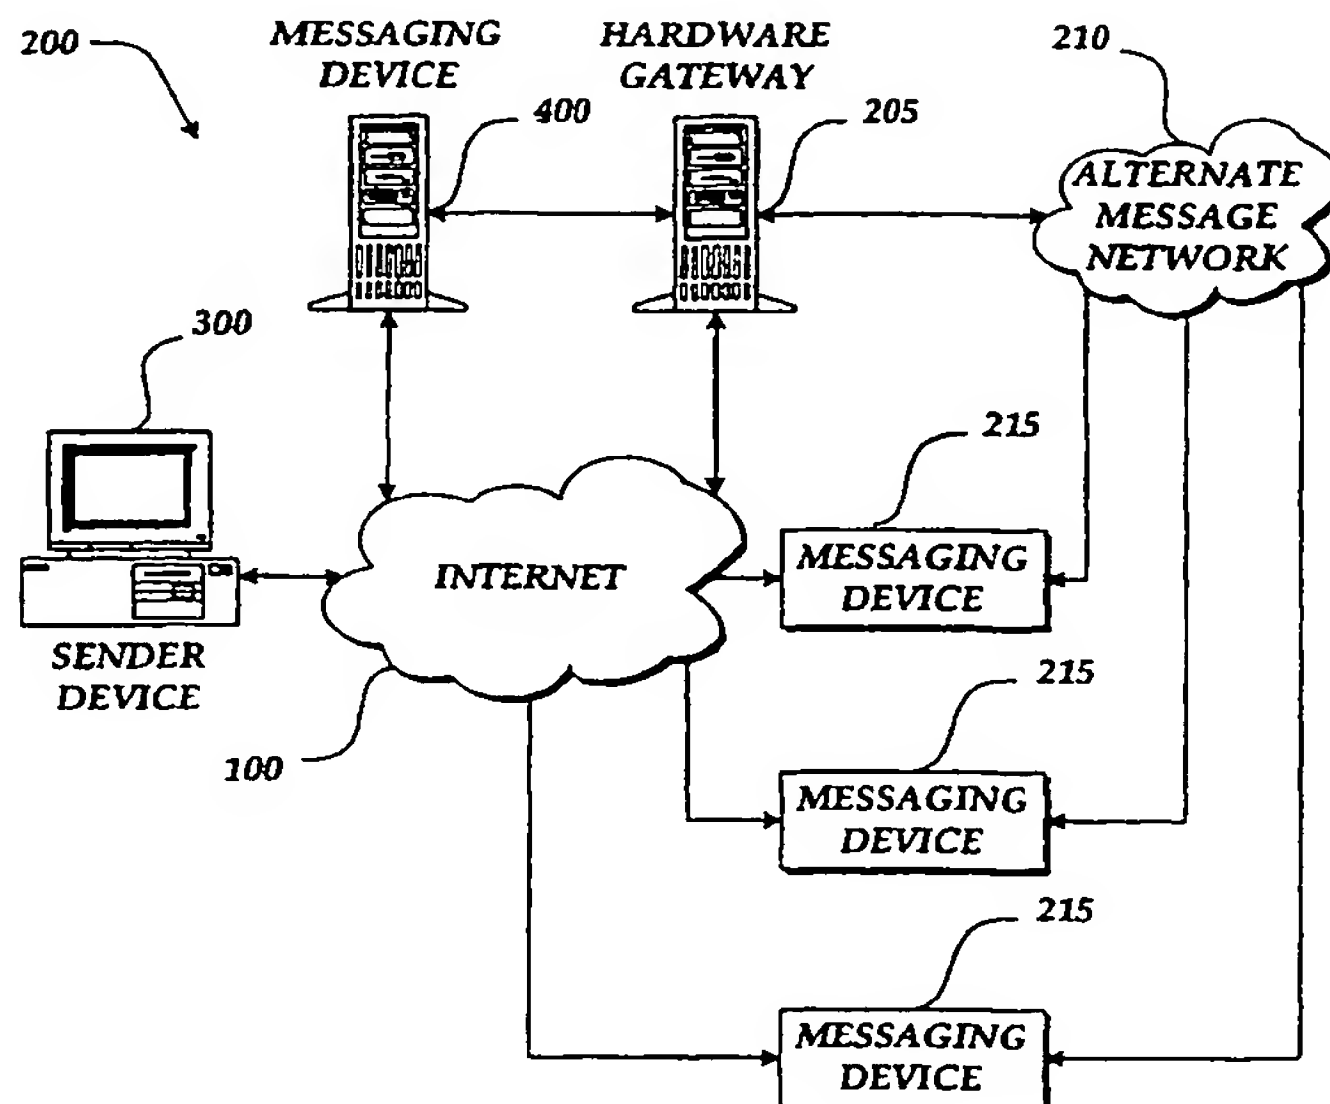 200
MESSAGING
DEVICE
HARDWARE
GATEWAY
210
400
205
ALTERNATE
MESSAGE
NETWORK
300
215
MESSAGING
DEVICE
INTERNET
SENDER
DEVICE
100
215
MESSAGING
DEVICE
215
MESSAGING
DEVICE